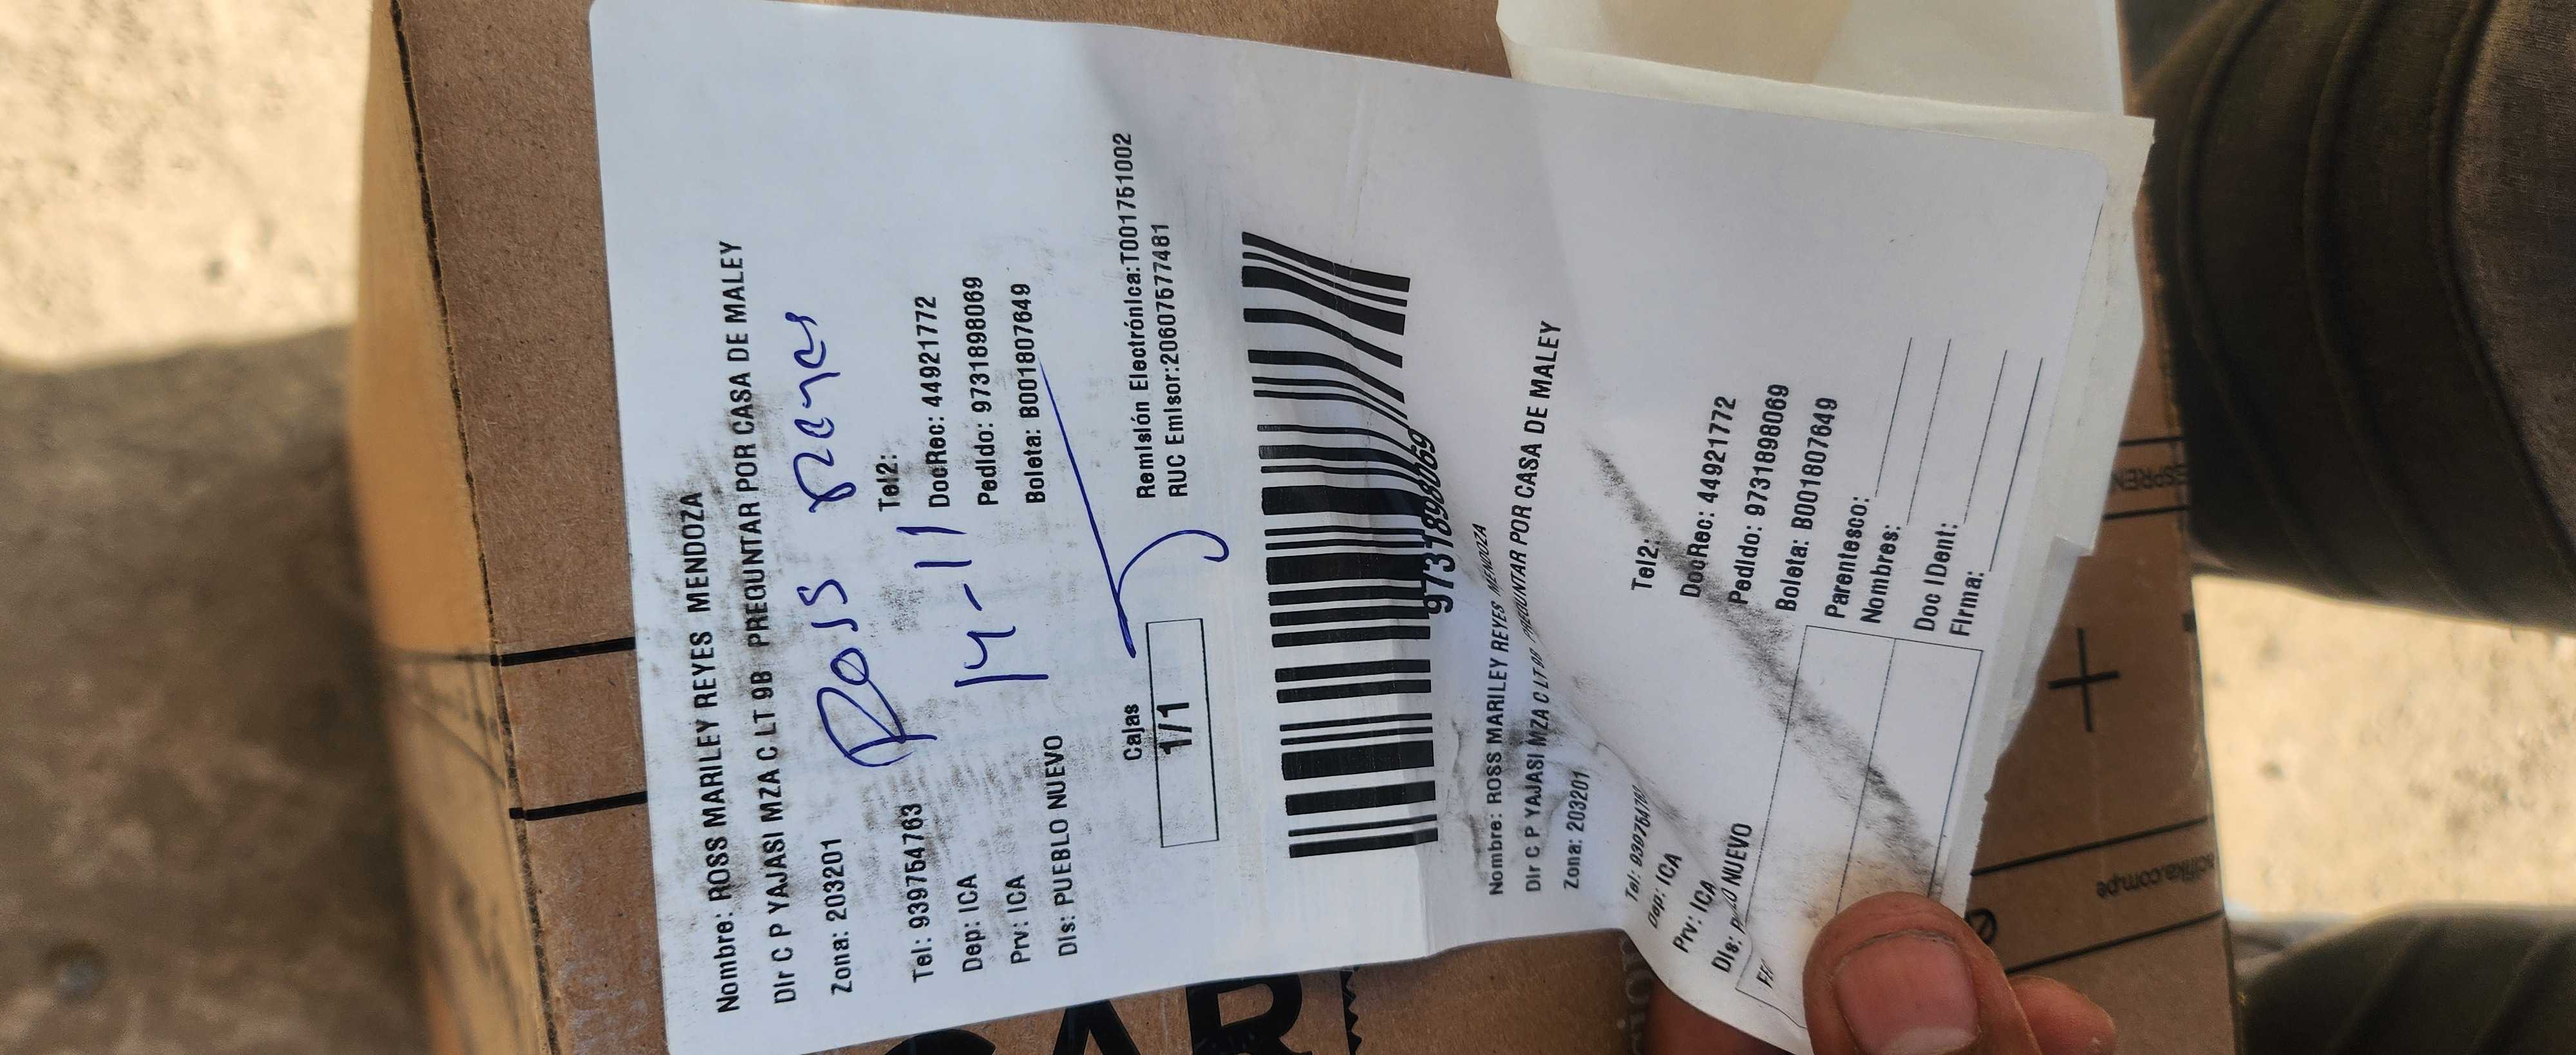 Nombre: ROSS MARILEY REYES MENDOZA
Dir C P YAJASI MZA C LT 9B PREGUNTAR POR CASA DE MALEY
Zona: 203201
Ross Reyes
Tel: 939754763
Tel2:
14-11
Dep: ICA
DocRec: 44921772
Prv: ICA
Pedido: 9731898069
Dis: PUEBLO NUEVO
Boleta: B001807649
Cajas
1/1
Remisión Electrónica:T001751002
RUC Emisor:20607577481
9731898069
Nombre: ROSS MARILEY REYES MENDOZA
Dir C P YAJASI MZA C LT 9B PREGUNTAR POR CASA DE MALEY
Zona: 203201
Tel: 939754763
Tel2:
Dep: ICA
DocRec: 44921772
Prv: ICA
Pedido: 9731898069
Dis: NUEVO
Boleta: B001807649
Parentesco:
Nombres:
Doc IDent:
Firma: